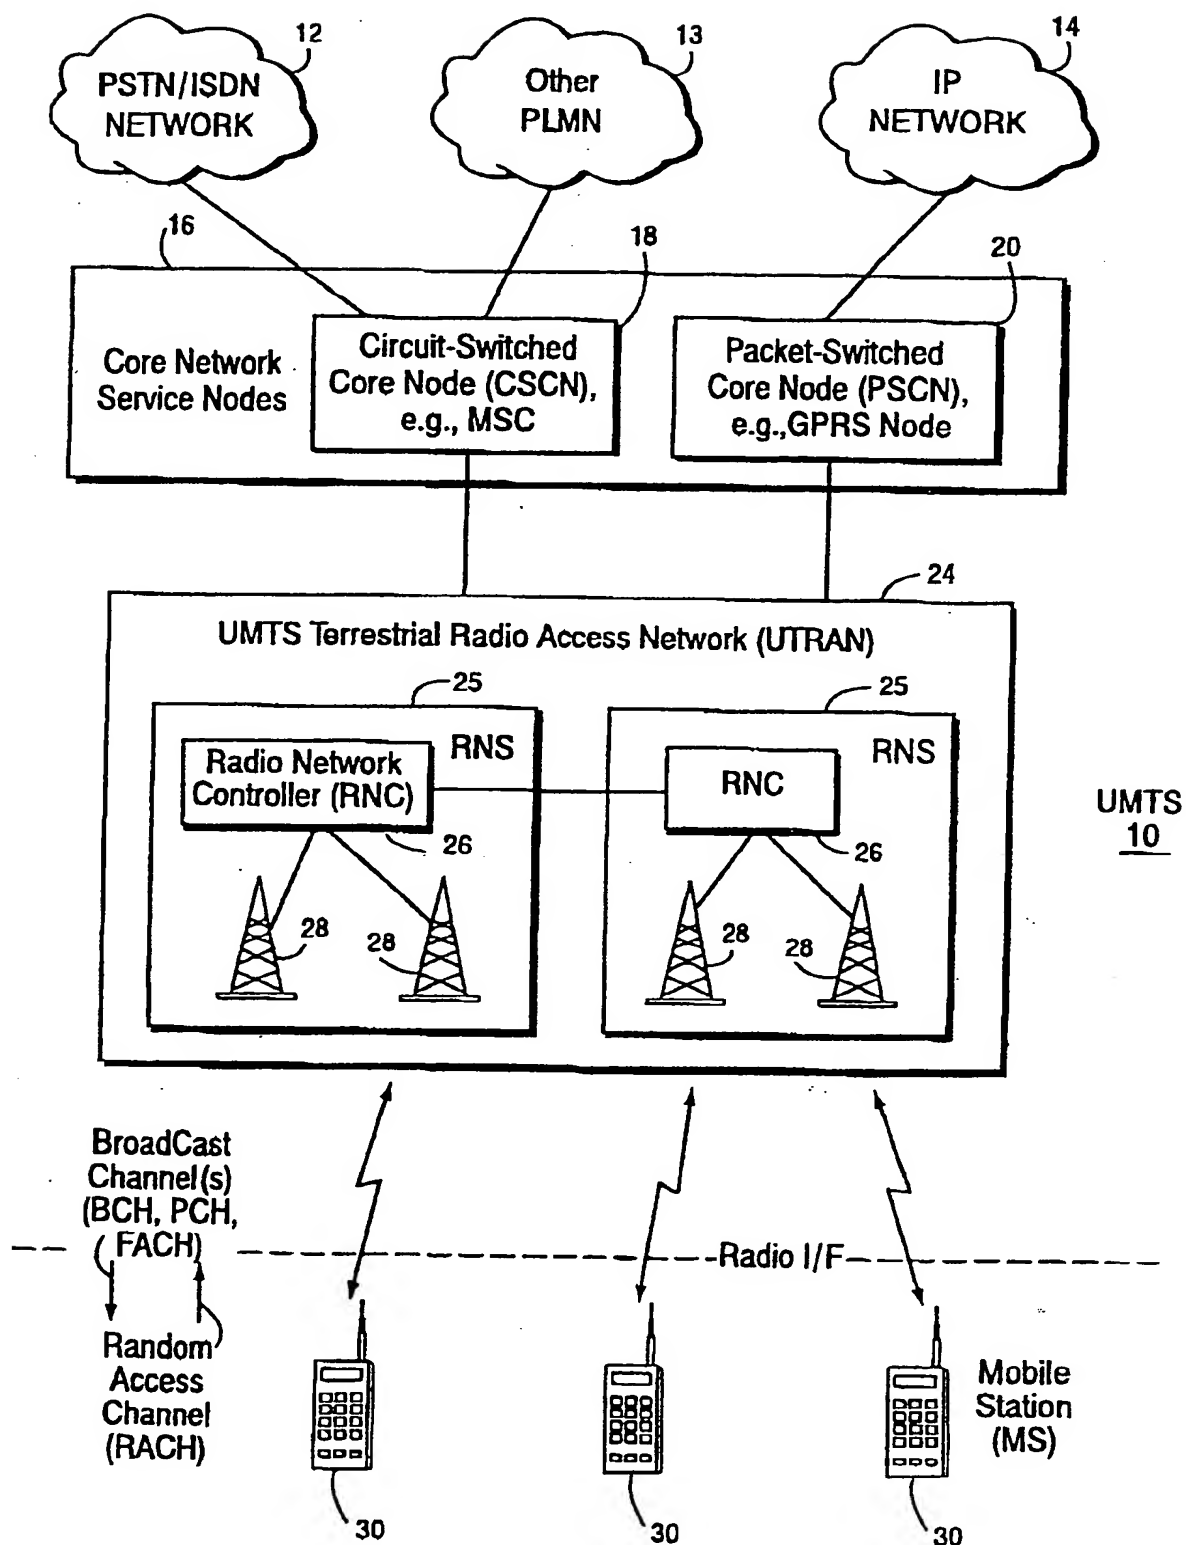 12
13
14
PSTN/ISDN
NETWORK
Other
PLMN
IP
NETWORK
16
18
20
Core Network
Service Nodes
Circuit-Switched
Core Node (CSCN),
e.g., MSC
Packet-Switched
Core Node (PSCN),
e.g.,GPRS Node
24
UMTS Terrestrial Radio Access Network (UTRAN)
25
25
RNS
RNS
Radio Network
Controller (RNC)
RNC
UMTS
10
26
26
28
28
28
28
BroadCast
Channel(s)
(BCH, PCH,
FACH)
Radio I/F
Random
Access
Channel
(RACH)
Mobile
Station
(MS)
30
30
30